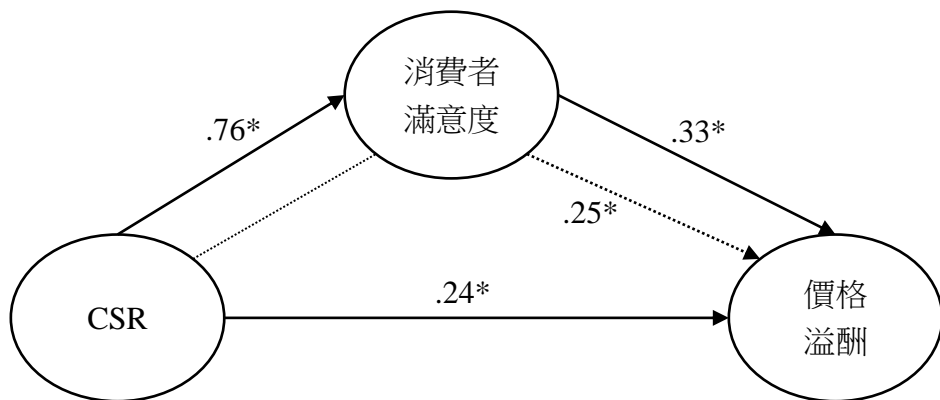 消費者
滿意度
.76*
.33*
.25*
.24*
CSR
價格
溢酬